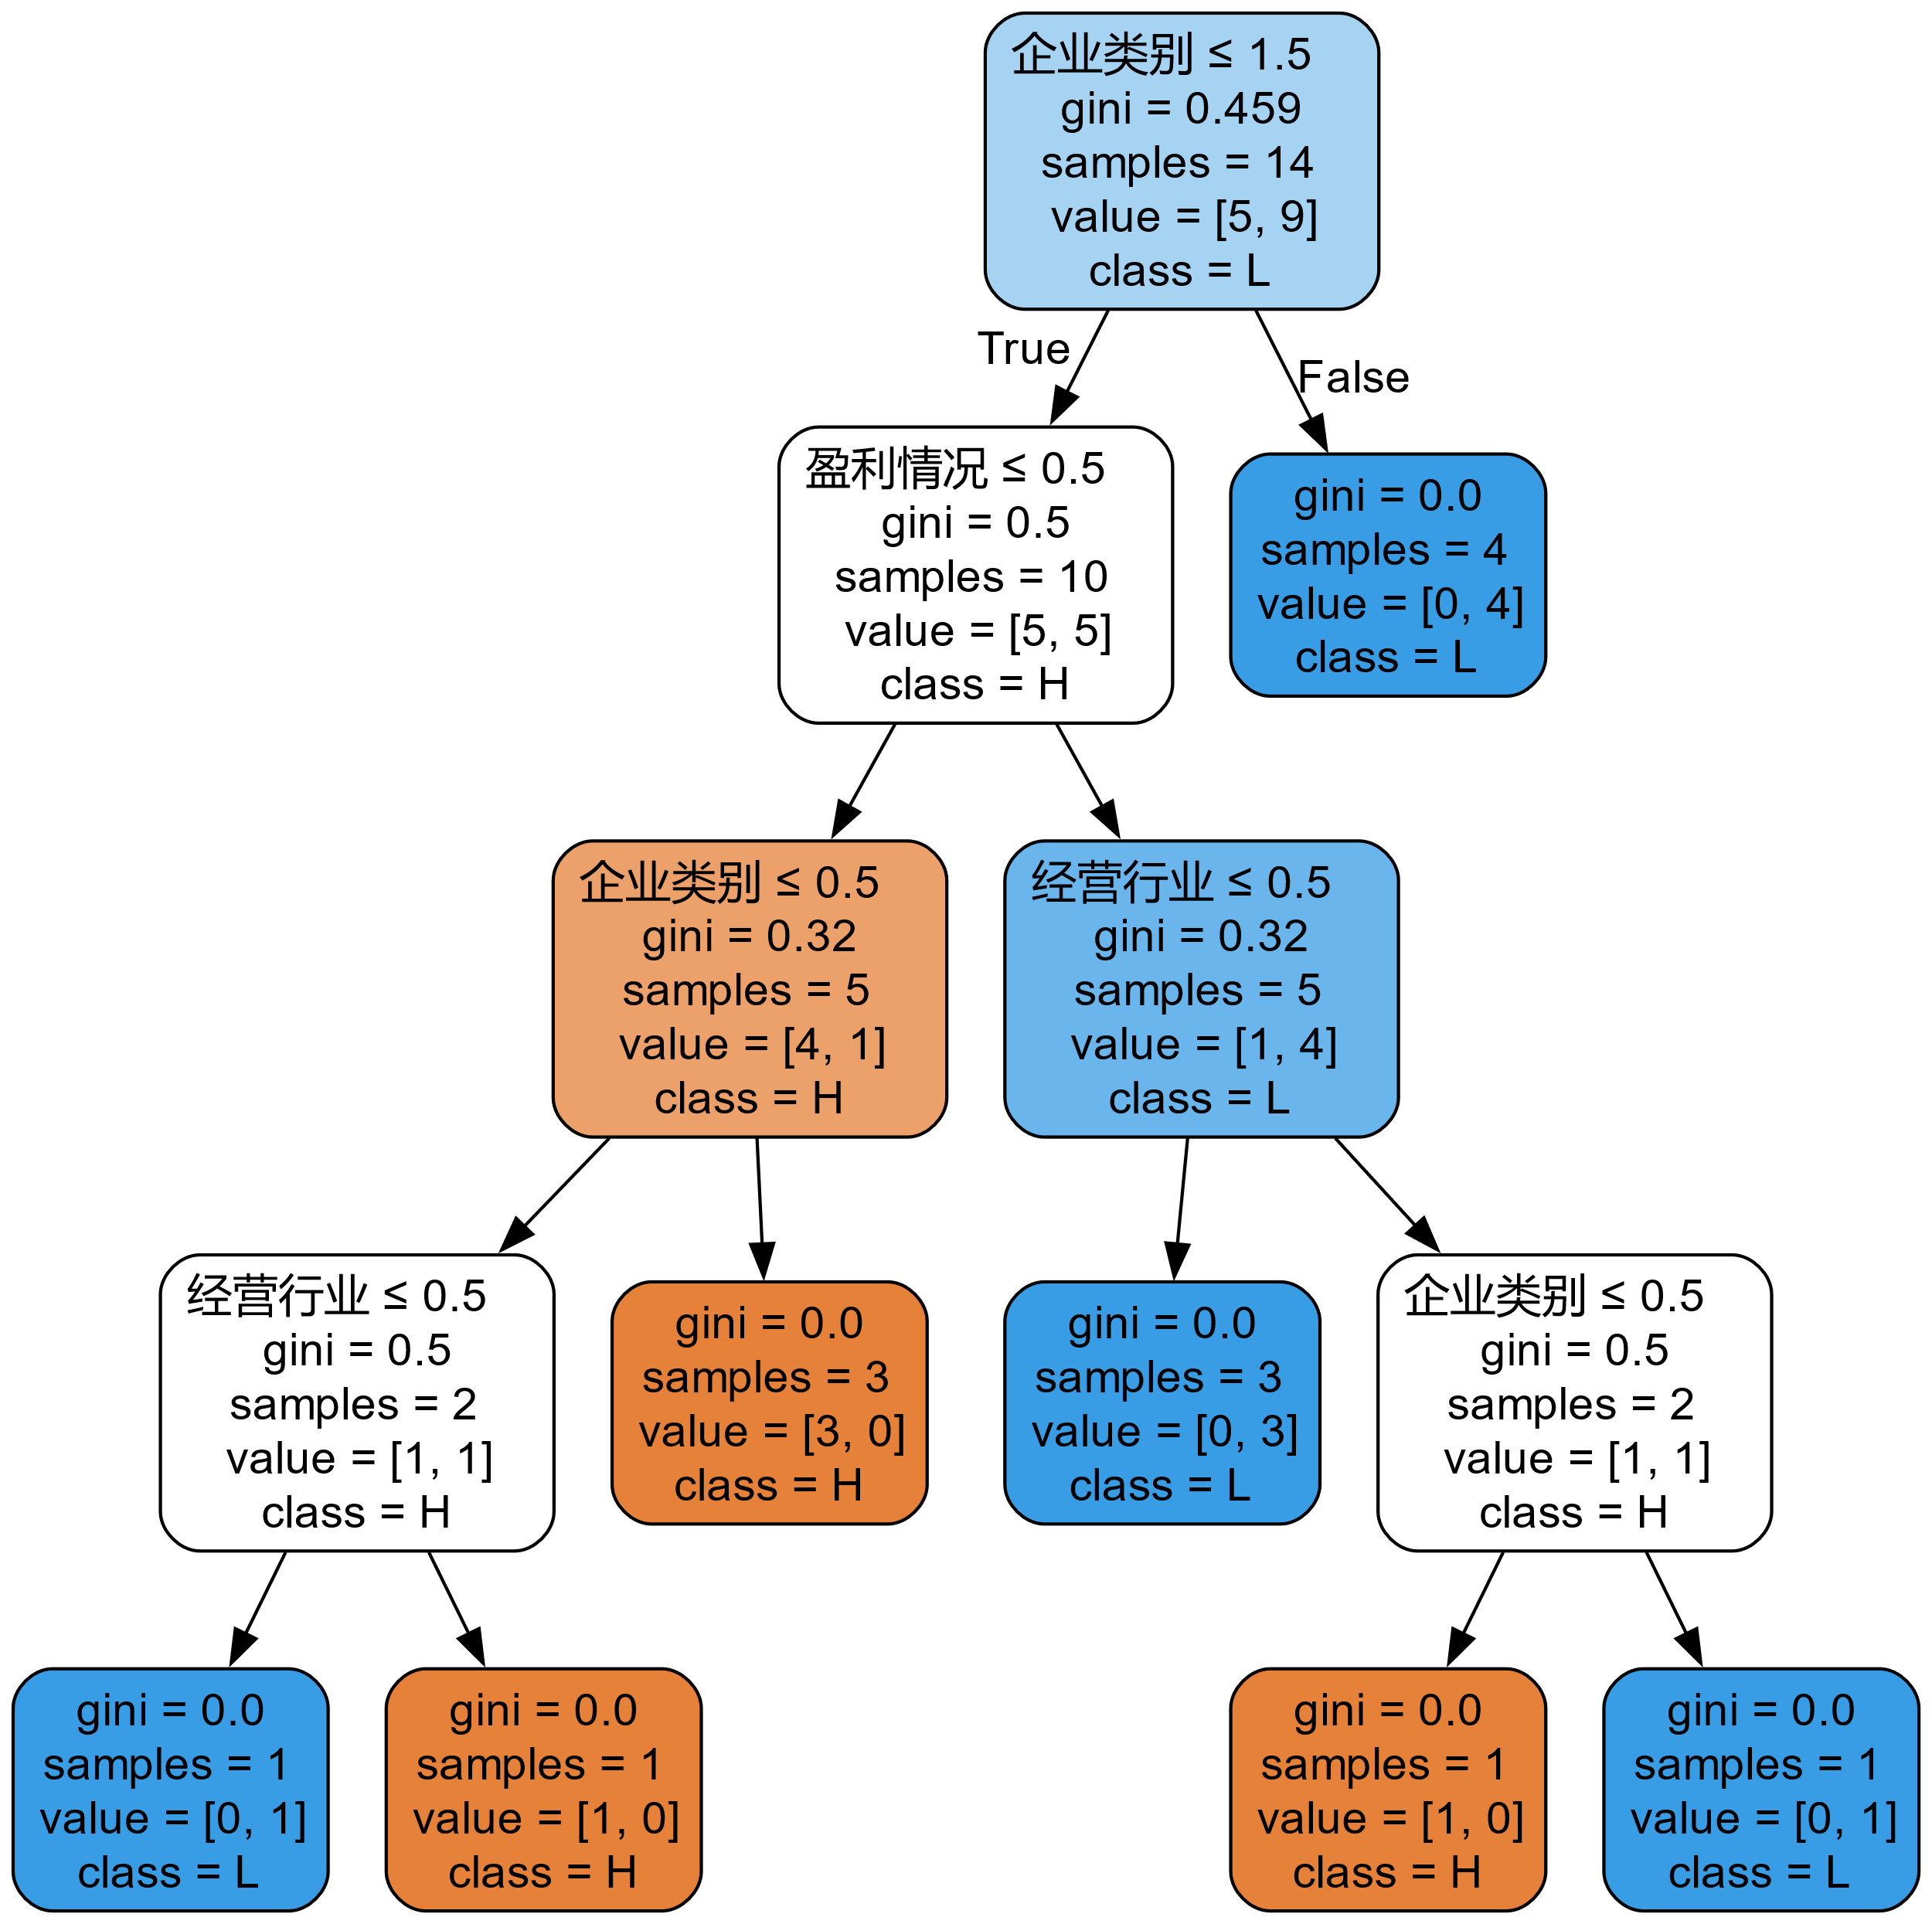 企业类别 ≤ 1.5
gini = 0.459
samples = 14
value = [5, 9]
class = L
True
False
盈利情况 ≤ 0.5
gini = 0.5
samples = 10
value = [5, 5]
class = H
gini = 0.0
samples = 4
value = [0, 4]
class = L
企业类别 ≤ 0.5
gini = 0.32
samples = 5
value = [4, 1]
class = H
经营行业 ≤ 0.5
gini = 0.32
samples = 5
value = [1, 4]
class = L
经营行业 ≤ 0.5
gini = 0.5
samples = 2
value = [1, 1]
class = H
gini = 0.0
samples = 3
value = [3, 0]
class = H
gini = 0.0
samples = 3
value = [0, 3]
class = L
企业类别 ≤ 0.5
gini = 0.5
samples = 2
value = [1, 1]
class = H
gini = 0.0
samples = 1
value = [0, 1]
class = L
gini = 0.0
samples = 1
value = [1, 0]
class = H
gini = 0.0
samples = 1
value = [1, 0]
class = H
gini = 0.0
samples = 1
value = [0, 1]
class = L